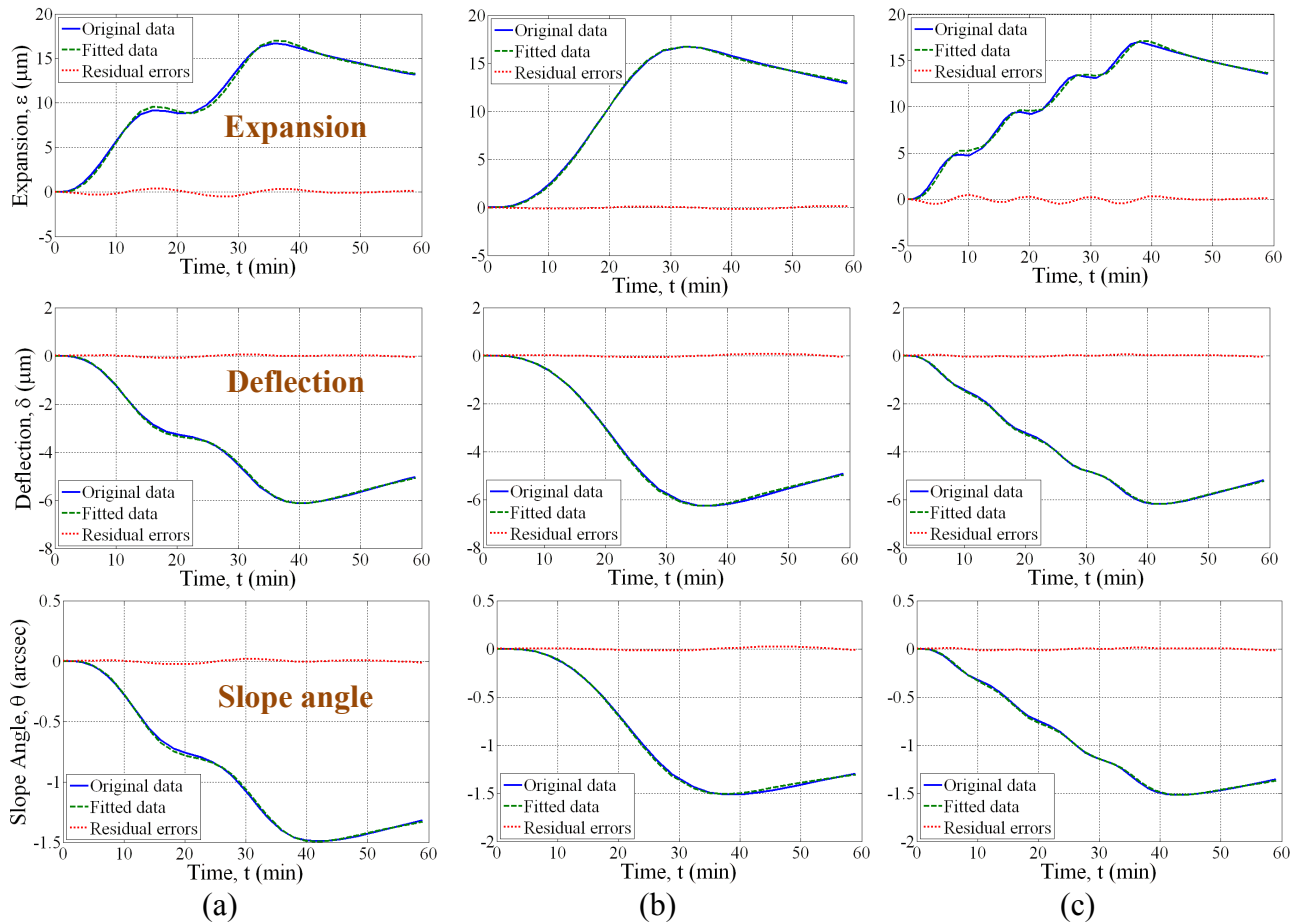 Expansion, ε (μm)
20
15
10
5
0
-5
Original data
Fitted data
Residual errors
Expansion
0 10 20 30 40 50 60
Time, t (min)
20
15
10
5
0
-5
Original data
Fitted data
Residual errors
0 10 20 30 40 50 60
Time, t (min)
20
15
10
5
0
-5
Original data
Fitted data
Residual errors
0 10 20 30 40 50 60
Time, t (min)
Deflection, δ (μm)
2
0
-2
-4
-6
-8
Deflection
Original data
Fitted data
Residual errors
0 10 20 30 40 50 60
Time, t (min)
2
0
-2
-4
-6
-8
Original data
Fitted data
Residual errors
0 10 20 30 40 50 60
Time, t (min)
2
0
-2
-4
-6
-8
Original data
Fitted data
Residual errors
0 10 20 30 40 50 60
Time, t (min)
Slope Angle, θ (arcsec)
0.5
0
-0.5
-1
-1.5
Slope angle
Original data
Fitted data
Residual errors
0 10 20 30 40 50 60
Time, t (min)
0.5
0
-0.5
-1
-1.5
-2
Original data
Fitted data
Residual errors
0 10 20 30 40 50 60
Time, t (min)
0.5
0
-0.5
-1
-1.5
-2
Original data
Fitted data
Residual errors
0 10 20 30 40 50 60
Time, t (min)
(a) (b) (c)